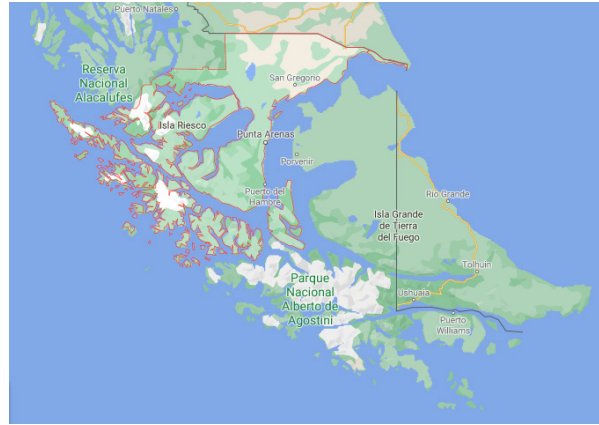 Puerto Natales
Reserva
Nacional
Alacalufes
San Gregorio
Isla Riesco
Punta Arenas
Porvenir
Puerto del
Hambre
Río Grande
Isla Grande
de Tierra
del Fuego
Tolhuin
Parque
Nacional
Alberto de
Agostini
Ushuaia
Puerto
Williams